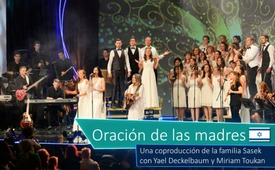 Oración de las madres
Una coproducción de la familia Sasek
con Yael Deckelbaum y Miriam Toukan